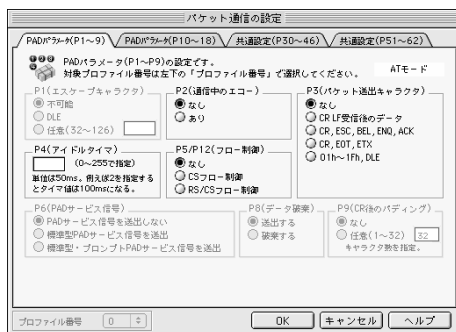 パケット通信の設定
PADパラメータ(P1〜9)
PADパラメータ(P10〜18)
共通設定(P30〜46)
共通設定(P51〜62)
PADパラメータ(P1〜P9)の設定です。
対象プロファイル番号は左下の「プロファイル番号」で選択してください。
ATモード
P1(エスケープキャラクタ)
不可能
DLE
任意(32〜126)
P2(通信中のエコー)
なし
あり
P3(パケット送出キャラクタ)
なし
CR LF受信後のデータ
CR, ESC, BEL, ENQ, ACK
CR, EOT, ETX
01h〜1Fh, DLE
P4(アイドルタイマ)
(0〜255で指定)
単位は50ms。例えば2を指定する
とタイマ値は100msになる。
P5/P12(フロー制御)
なし
CSフロー制御
RS/CSフロー制御
P6(PADサービス信号)
PADサービス信号を送出しない
標準型PADサービス信号を送出
標準型・プロンプトPADサービス信号を送出
P8(データ破棄)
送出する
破棄する
P9(CR後のパディング)
なし
任意(1〜32) 32
キャラクタ数を指定。
プロファイル番号 0
OK
キャンセル
ヘルプ